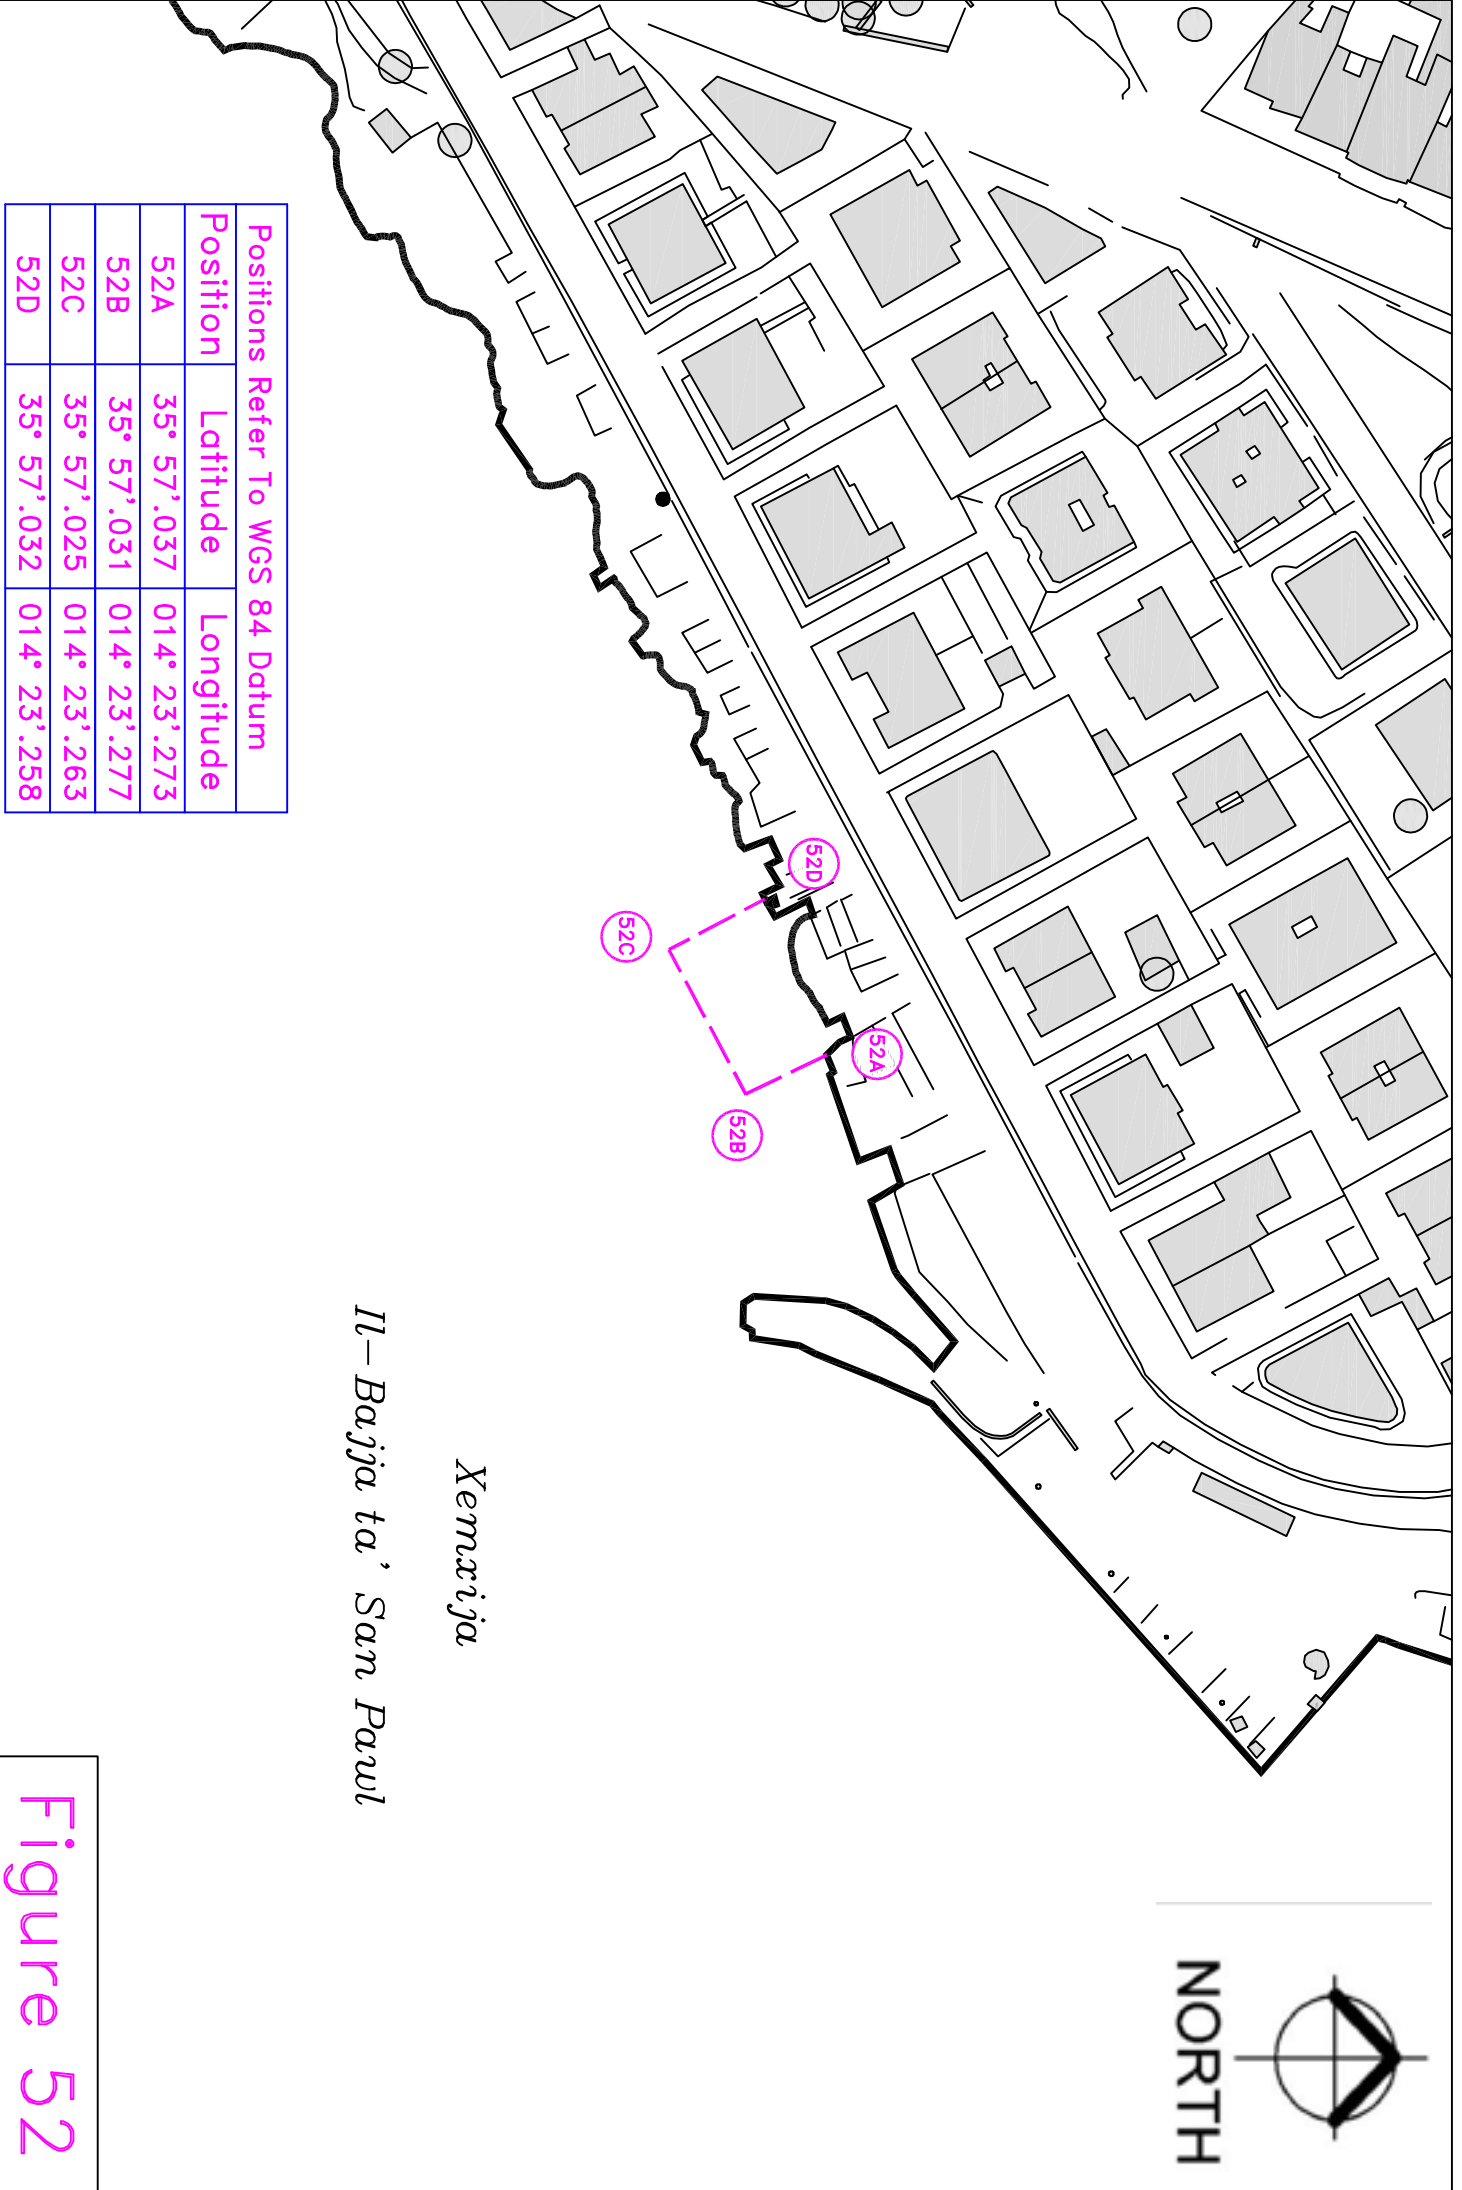 NORTH
52D
52A
52C
52B
Xemxija
Il-Bajja ta' San Pawl
Positions Refer To WGS 84 Datum
Position Latitude Longitude
52A 35° 57'.037 014° 23'.273
52B 35° 57'.031 014° 23'.277
52C 35° 57'.025 014° 23'.263
52D 35° 57'.032 014° 23'.258
Figure 52